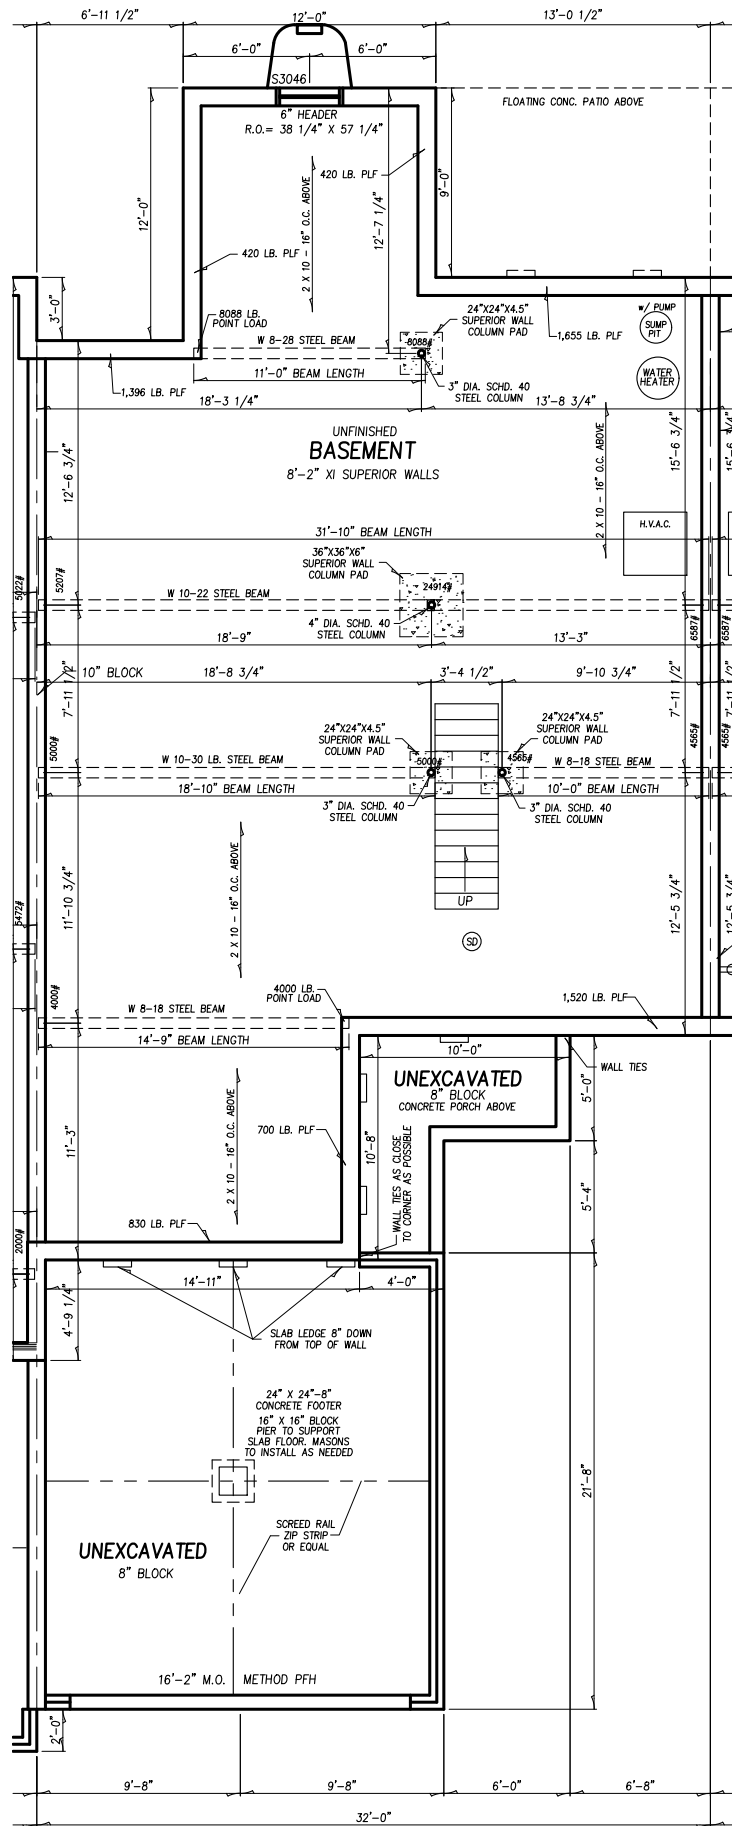 6'-11 1/2"
12'-0"
13'-0 1/2"
6'-0"
6'-0"
S3046
6" HEADER
R.O.= 38 1/4" X 57 1/4"
FLOATING CONC. PATIO ABOVE
420 LB. PLF
9'-0"
12'-0"
2 X 10 - 16" O.C. ABOVE
12'-7 1/4"
420 LB. PLF
3'-0"
8088 LB.
POINT LOAD
W 8-28 STEEL BEAM
24"X24"X4.5"
SUPERIOR WALL
COLUMN PAD
8088#
1,655 LB. PLF
w/ PUMP
SUMP
PIT
WATER
HEATER
11'-0" BEAM LENGTH
3" DIA. SCHD. 40
STEEL COLUMN
1,396 LB. PLF
18'-3 1/4"
13'-8 3/4"
UNFINISHED
BASEMENT
8'-2" XI SUPERIOR WALLS
12'-6 3/4"
2 X 10 - 16" O.C. ABOVE
15'-6 3/4"
15'-6
H.V.A.C.
31'-10" BEAM LENGTH
36"X36"X6"
SUPERIOR WALL
COLUMN PAD
24914#
5022#
5207#
W 10-22 STEEL BEAM
4" DIA. SCHD. 40
STEEL COLUMN
6587#
6587#
18'-9"
13'-3"
10" BLOCK
18'-8 3/4"
3'-4 1/2"
9'-10 3/4"
7'-11 1/2"
7'-11 1/2"
7'-11 1/2"
24"X24"X4.5"
SUPERIOR WALL
COLUMN PAD
24"X24"X4.5"
SUPERIOR WALL
COLUMN PAD
5000#
W 10-30 LB. STEEL BEAM
5000#
4565#
W 8-18 STEEL BEAM
4565#
4565#
18'-10" BEAM LENGTH
10'-0" BEAM LENGTH
3" DIA. SCHD. 40
STEEL COLUMN
3" DIA. SCHD. 40
STEEL COLUMN
11'-10 3/4"
2 X 10 - 16" O.C. ABOVE
UP
SD
12'-5 3/4"
12'-5 3/4"
5472#
4000#
4000 LB.
POINT LOAD
W 8-18 STEEL BEAM
1,520 LB. PLF
14'-9" BEAM LENGTH
10'-0"
WALL TIES
UNEXCAVATED
8" BLOCK
CONCRETE PORCH ABOVE
5'-0"
2 X 10 - 16" O.C. ABOVE
700 LB. PLF
10'-8"
WALL TIES AS CLOSE
TO CORNER AS POSSIBLE
11'-3"
5'-4"
830 LB. PLF
2000#
14'-11"
4'-0"
4'-9 1/4"
SLAB LEDGE 8" DOWN
FROM TOP OF WALL
24" X 24"-8"
CONCRETE FOOTER
16" X 16" BLOCK
PIER TO SUPPORT
SLAB FLOOR. MASONS
TO INSTALL AS NEEDED
21'-8"
SCREED RAIL
ZIP STRIP
OR EQUAL
UNEXCAVATED
8" BLOCK
16'-2" M.O. METHOD PFH
2'-0"
9'-8"
9'-8"
6'-0"
6'-8"
32'-0"